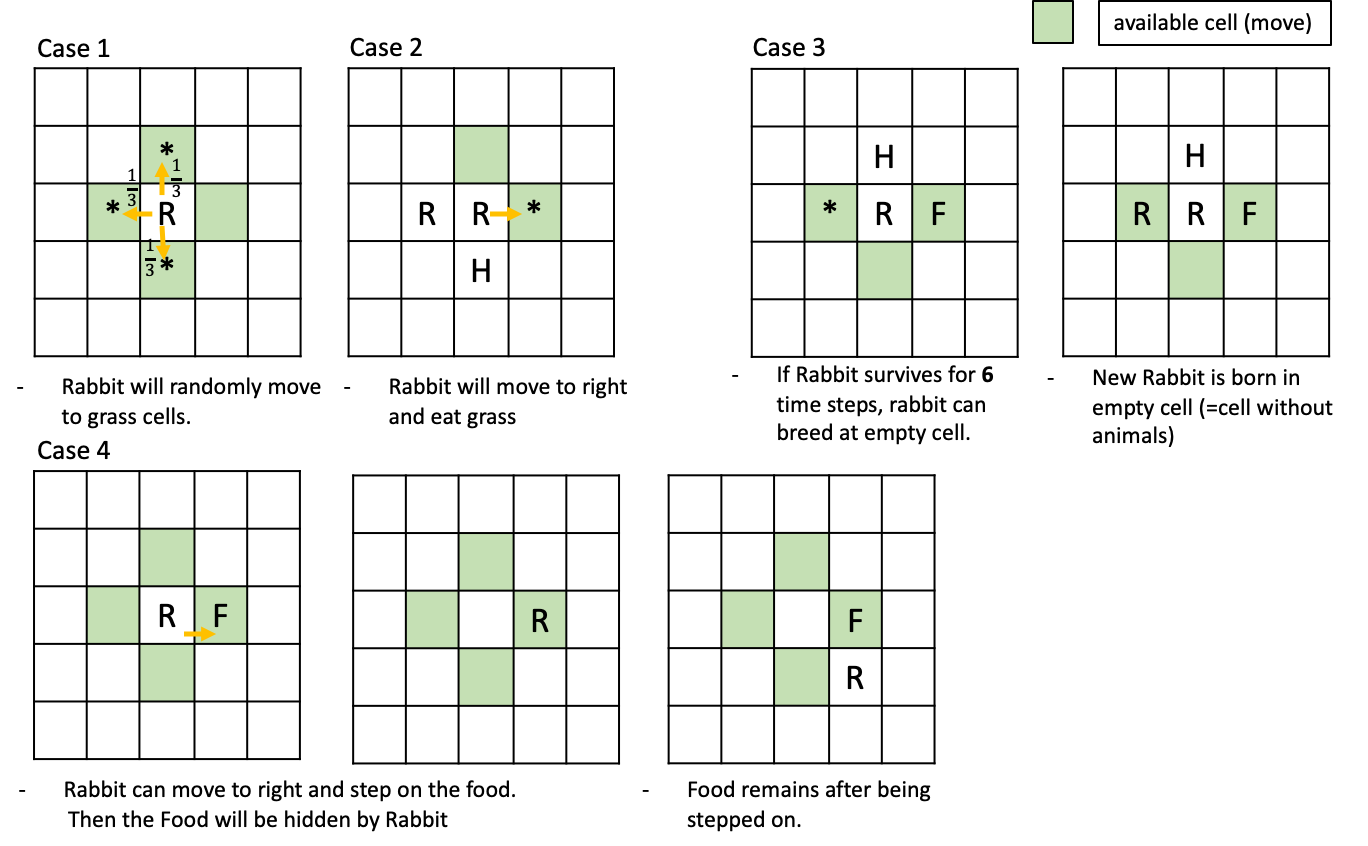 available cell (move)
Case 1
Case 2
Case 3
*
1/3
1/3
* R
1/3 *
R R *
H
H
* R F
H
R R F
- Rabbit will randomly move
to grass cells.
- Rabbit will move to right
and eat grass
- If Rabbit survives for 6
time steps, rabbit can
breed at empty cell.
- New Rabbit is born in
empty cell (=cell without
animals)
Case 4
R F
R
F
R
- Rabbit can move to right and step on the food.
Then the Food will be hidden by Rabbit
- Food remains after being
stepped on.